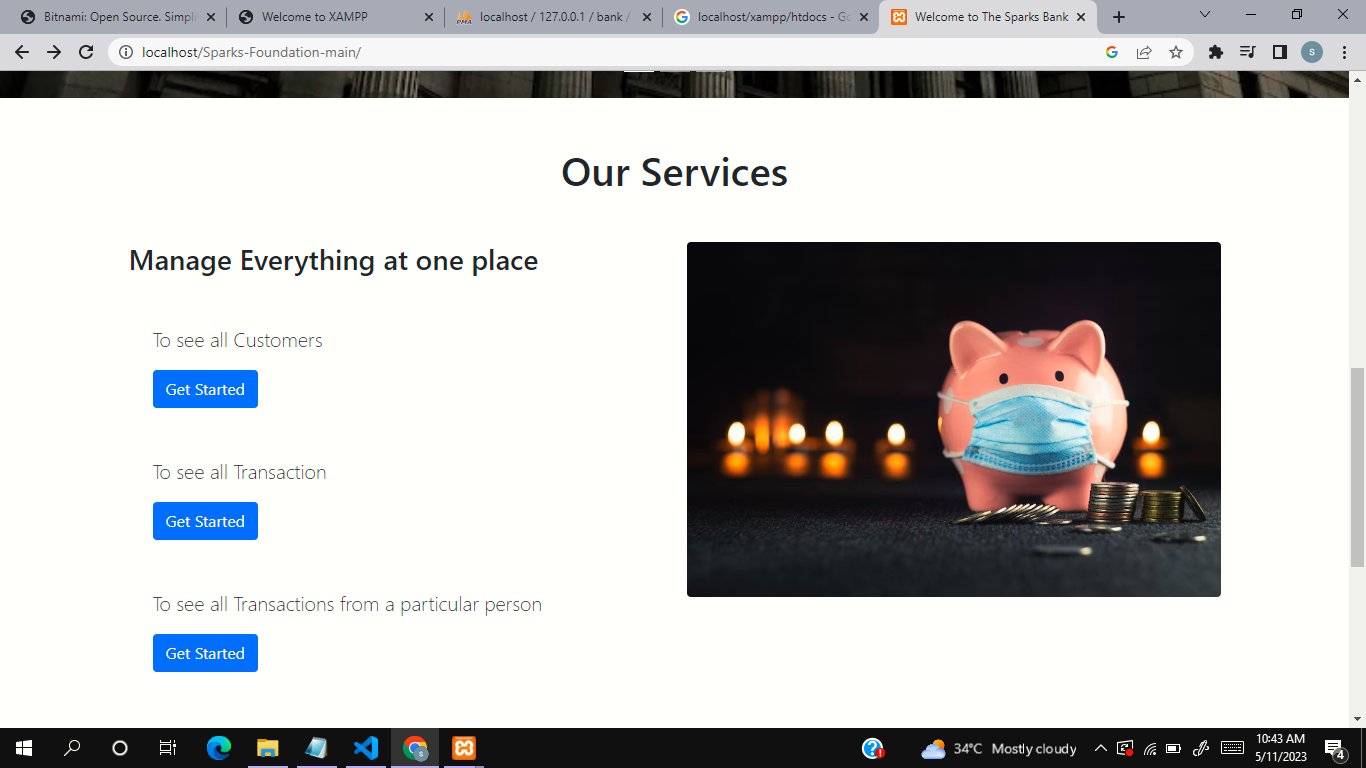 Bitnami: Open Source. Simpli
Welcome to XAMPP
localhost / 127.0.0.1 / bank /
localhost/xampp/htdocs - Go
Welcome to The Sparks Bank
localhost/Sparks-Foundation-main/
s
Our Services
Manage Everything at one place
To see all Customers
Get Started
To see all Transaction
Get Started
To see all Transactions from a particular person
Get Started
34°C Mostly cloudy
10:43 AM
5/11/2023
4